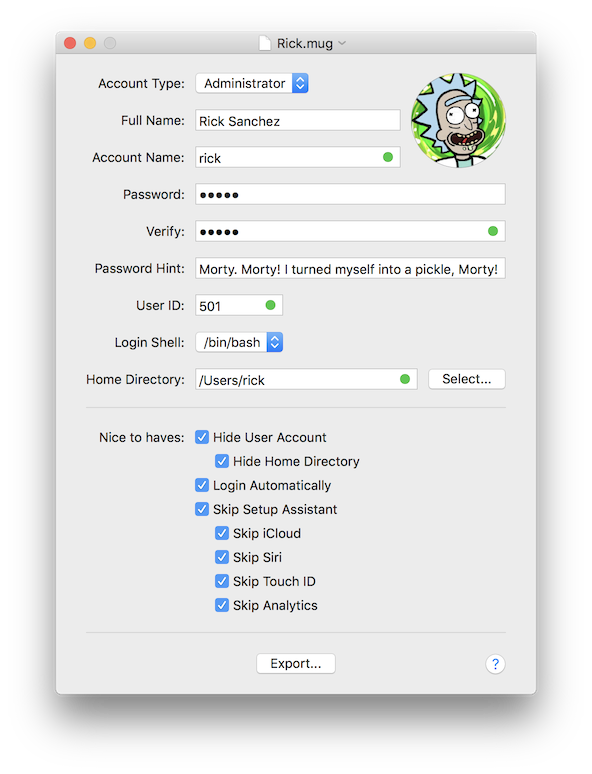 Rick.mug
Account Type: Administrator
Full Name: Rick Sanchez
Account Name: rick
Password: •••••
Verify: •••••
Password Hint: Morty. Morty! I turned myself into a pickle, Morty!
User ID: 501
Login Shell: /bin/bash
Home Directory: /Users/rick Select...
Nice to haves: Hide User Account
Hide Home Directory
Login Automatically
Skip Setup Assistant
Skip iCloud
Skip Siri
Skip Touch ID
Skip Analytics
Export... ?